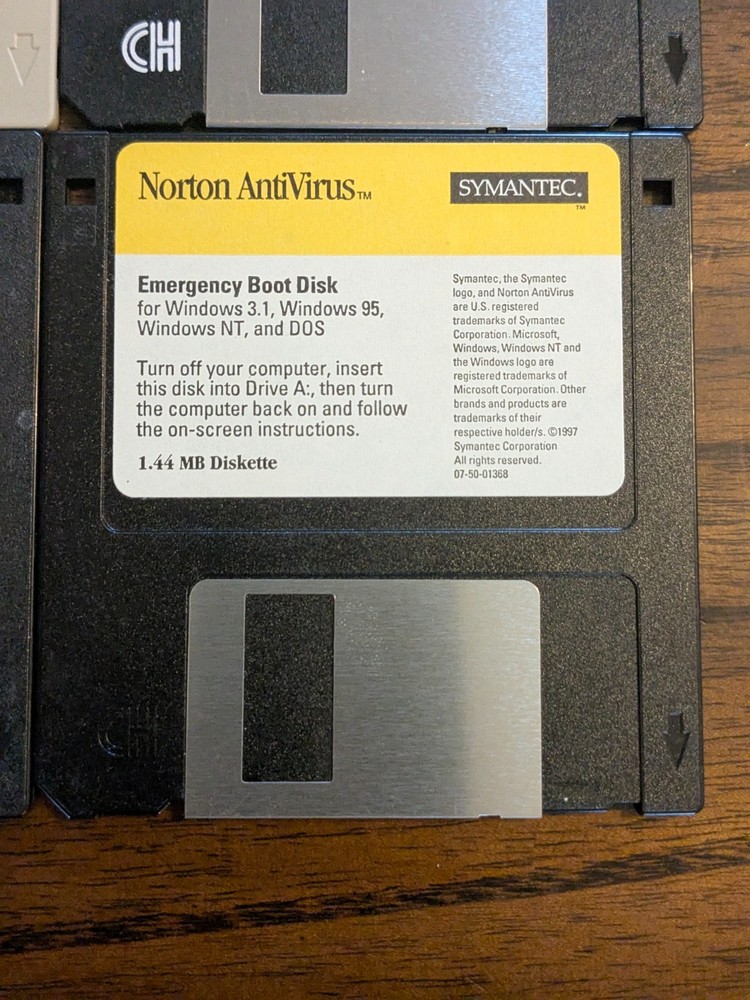 CH
Norton AntiVirus™
SYMANTEC.™
Emergency Boot Disk
for Windows 3.1, Windows 95,
Windows NT, and DOS
Turn off your computer, insert
this disk into Drive A:, then turn
the computer back on and follow
the on-screen instructions.
1.44 MB Diskette
Symantec, the Symantec
logo, and Norton AntiVirus
are U.S. registered
trademarks of Symantec
Corporation. Microsoft,
Windows, Windows NT and
the Windows logo are
registered trademarks of
Microsoft Corporation. Other
brands and products are
trademarks of their
respective holder/s. ©1997
Symantec Corporation
All rights reserved.
07-50-01368
CH